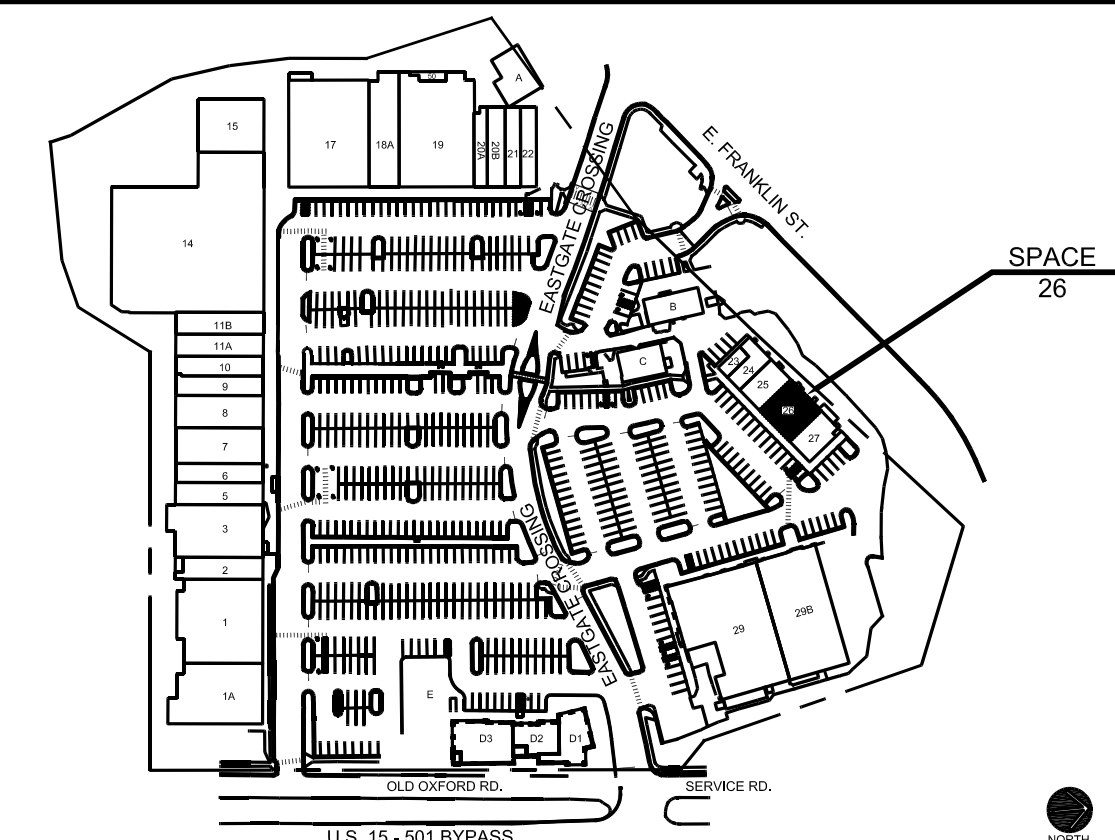 A
50
15
17
18A
19
20A
20B
21
22
EASTGATE CROSSING
E. FRANKLIN ST.
SPACE
26
14
B
11B
11A
10
9
8
7
6
5
3
2
1
1A
C
23
24
25
26
27
EASTGATE CROSSING
29
29B
E
D3
D2
D1
OLD OXFORD RD.
SERVICE RD.
U.S. 15 - 501 BYPASS
NORTH